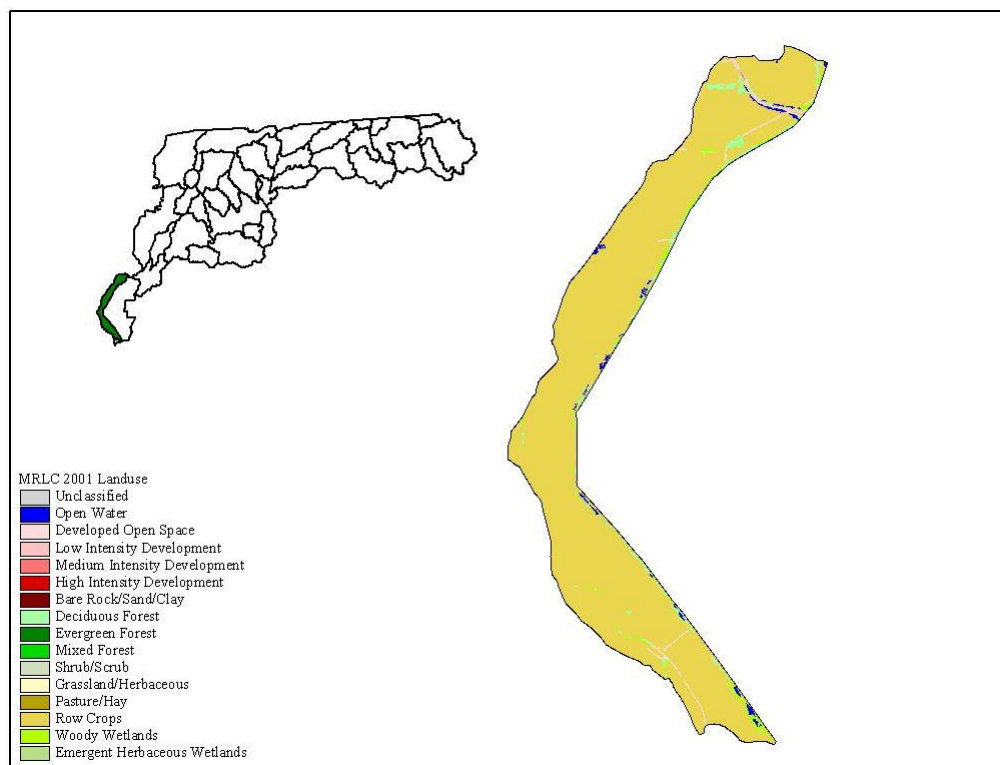 MRLC 2001 Landuse
Unclassified
Open Water
Developed Open Space
Low Intensity Development
Medium Intensity Development
High Intensity Development
Bare Rock/Sand/Clay
Deciduous Forest
Evergreen Forest
Mixed Forest
Shrub/Scrub
Grassland/Herbaceous
Pasture/Hay
Row Crops
Woody Wetlands
Emergent Herbaceous Wetlands